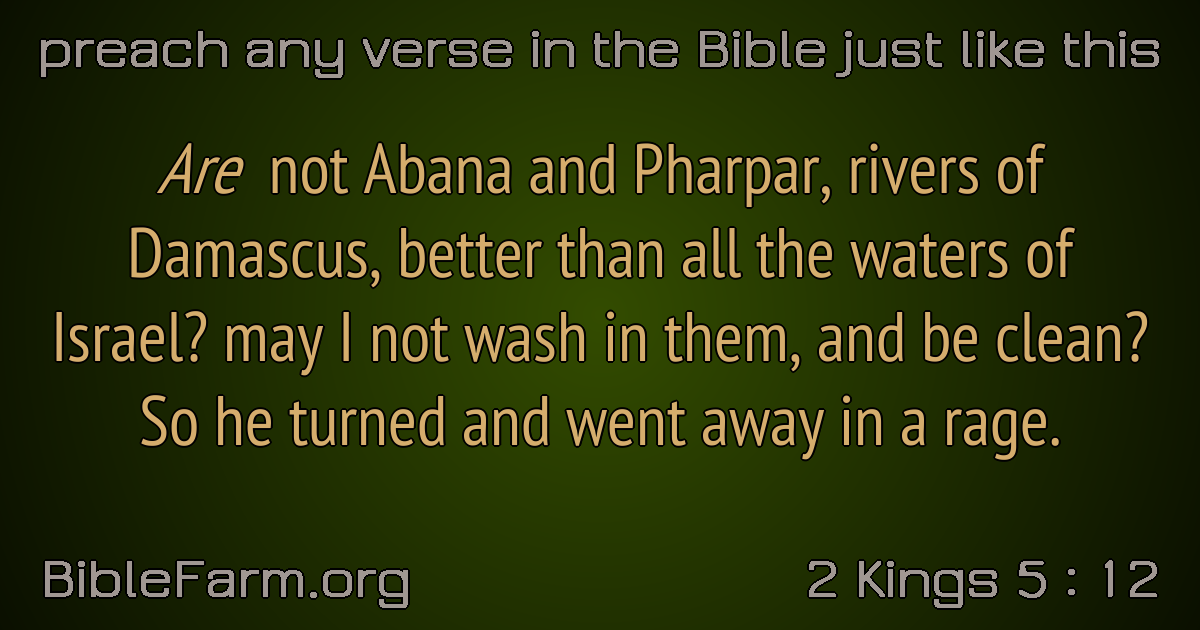 preach any verse in the Bible just like this
Are not Abana and Pharpar, rivers of
Damascus, better than all the waters of
Israel? may I not wash in them, and be clean?
So he turned and went away in a rage.
BibleFarm.org
2 Kings 5 : 12